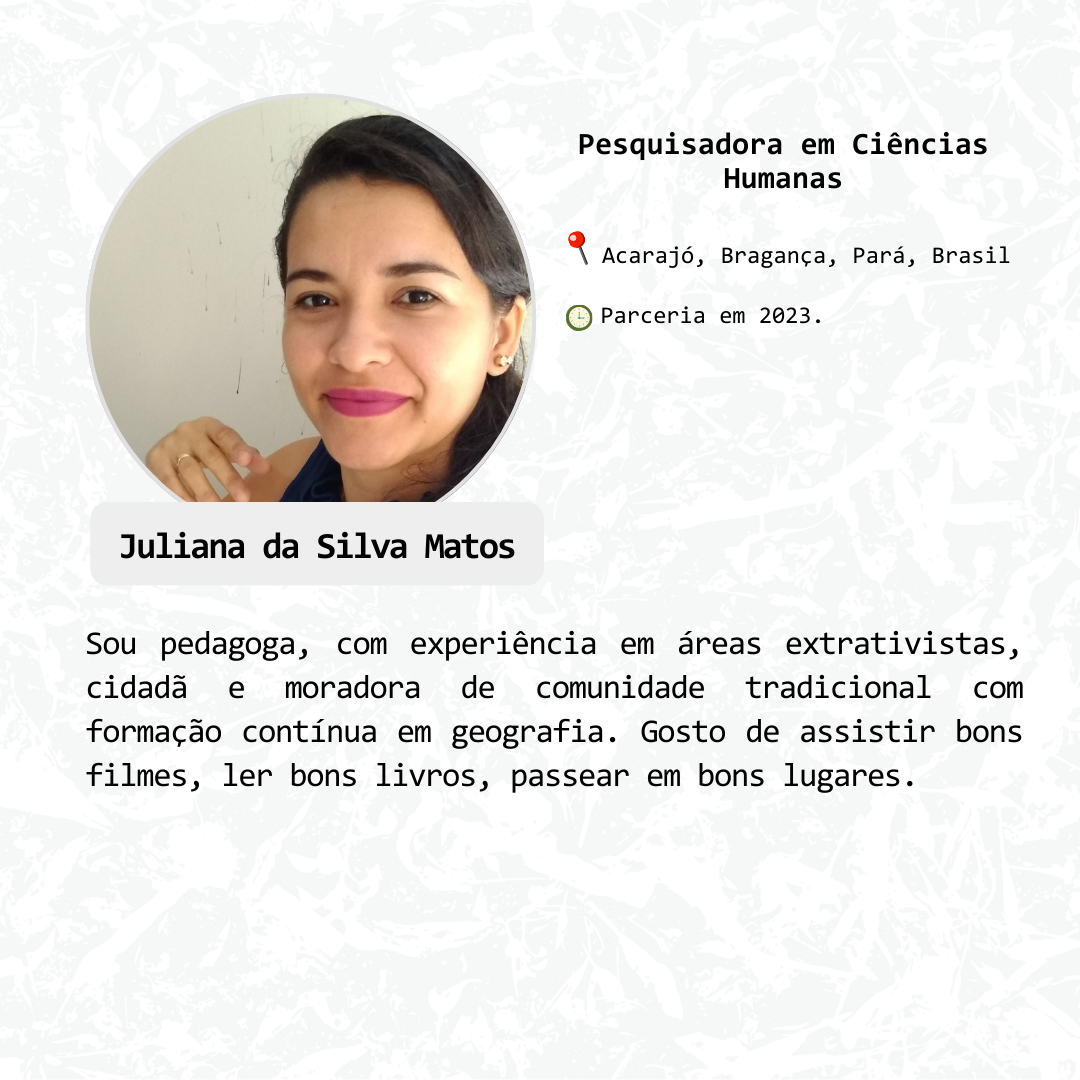 Pesquisadora em Ciências
Humanas
Acarajó, Bragança, Pará, Brasil
Parceria em 2023.
Juliana da Silva Matos
Sou pedagoga, com experiência em áreas extrativistas,
cidadã e moradora de comunidade tradicional com
formação contínua em geografia. Gosto de assistir bons
filmes, ler bons livros, passear em bons lugares.